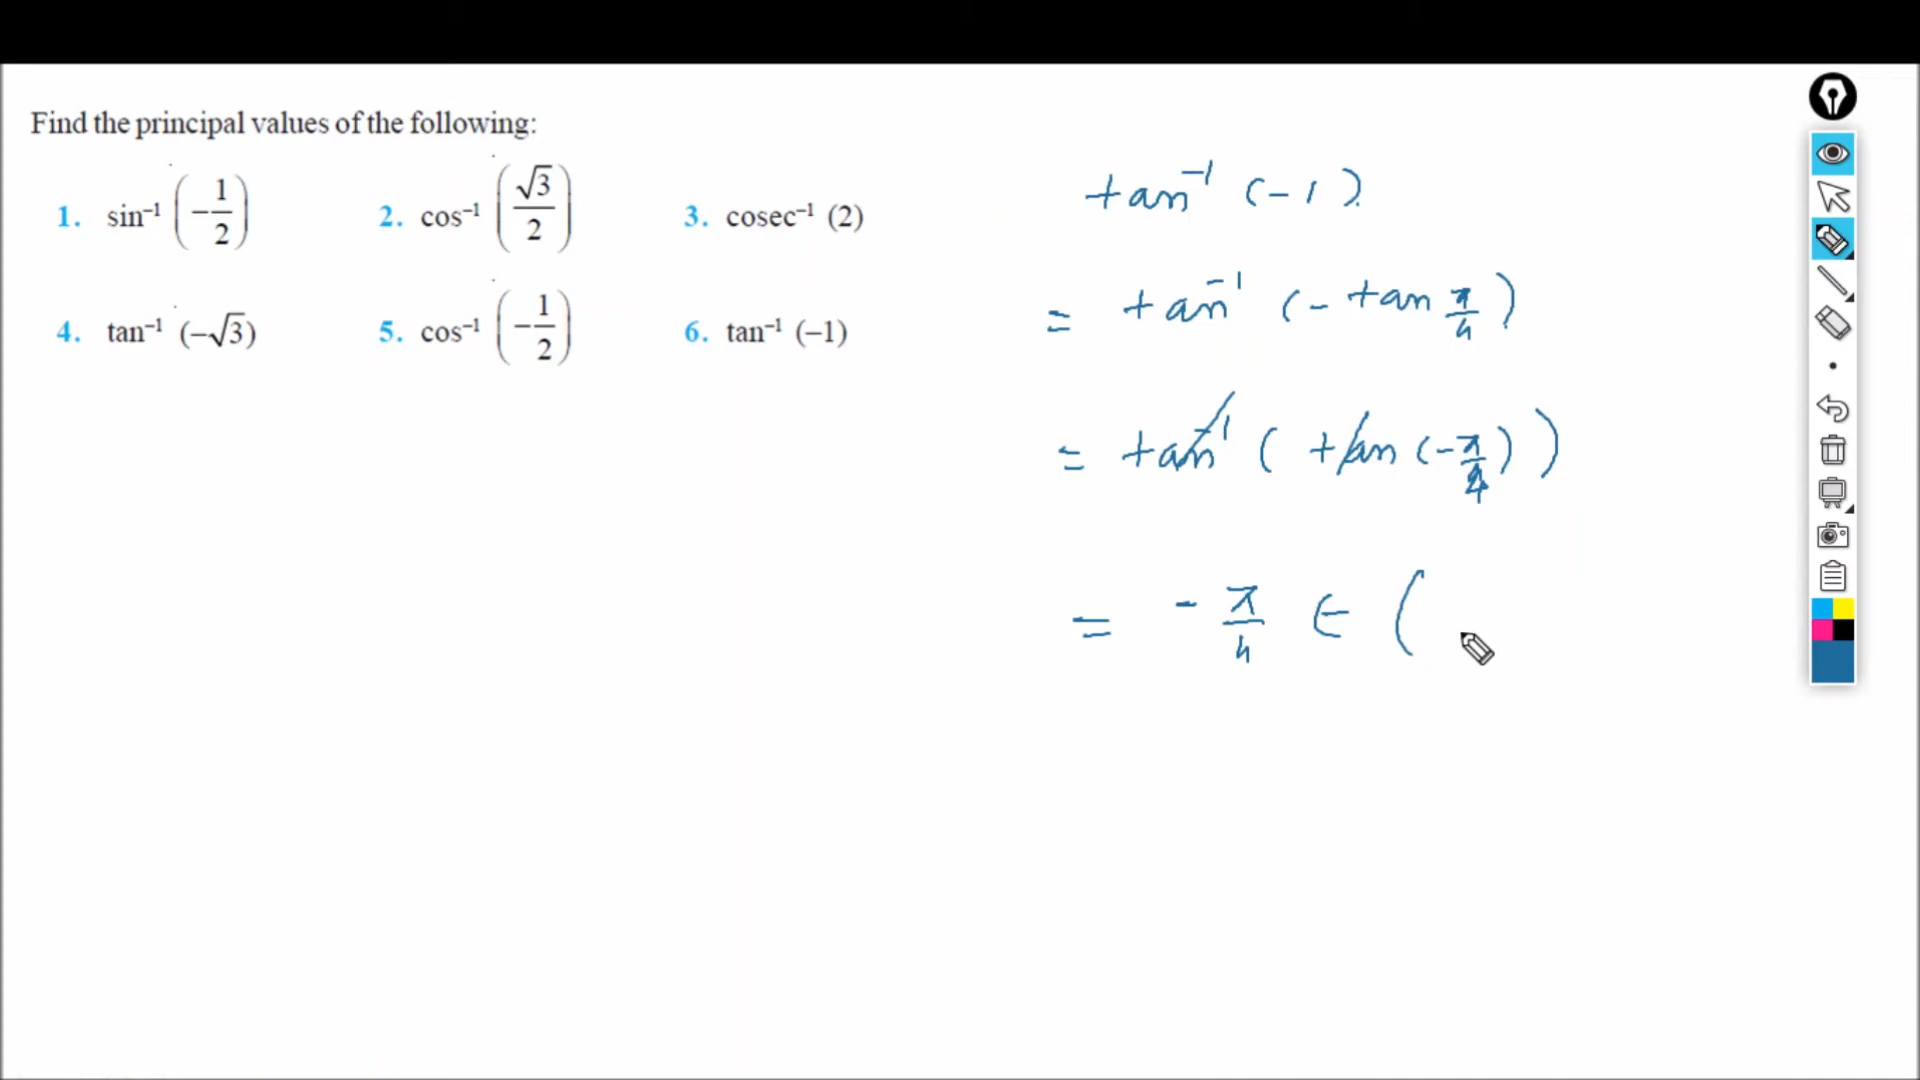 Find the principal values of the following:
1. sin⁻¹ (−1/2) 2. cos⁻¹ (√3/2) 3. cosec⁻¹ (2)
4. tan⁻¹ (−√3) 5. cos⁻¹ (−1/2) 6. tan⁻¹ (−1)
tan⁻¹ (-1)
= tan⁻¹ (- tan π/4)
= tan⁻¹ ( tan (-π/4) )
= - π/4 ∈ (